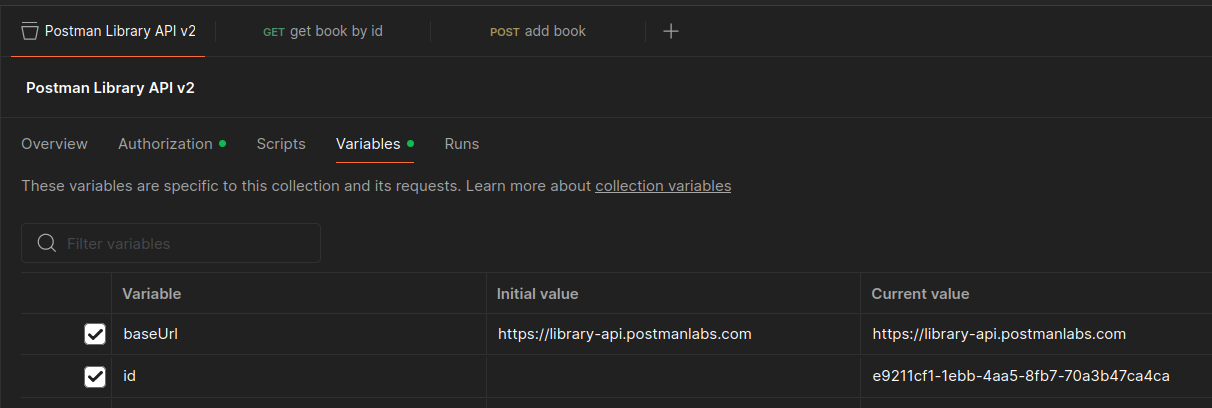 Postman Library API v2 GET get book by id POST add book
Postman Library API v2
Overview Authorization Scripts Variables Runs
These variables are specific to this collection and its requests. Learn more about collection variables
Filter variables
Variable Initial value Current value
baseUrl https://library-api.postmanlabs.com https://library-api.postmanlabs.com
id e9211cf1-1ebb-4aa5-8fb7-70a3b47ca4ca